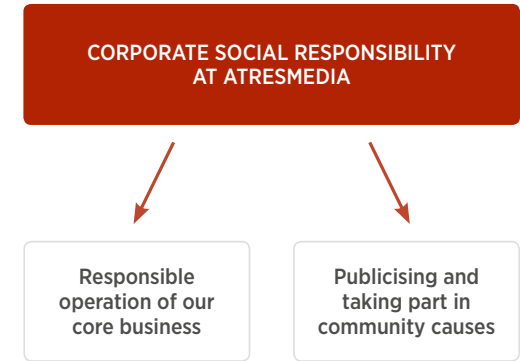 CORPORATE SOCIAL RESPONSIBILITY
AT ATRESMEDIA
Responsible
operation of our
core business
Publicising and
taking part in
community causes